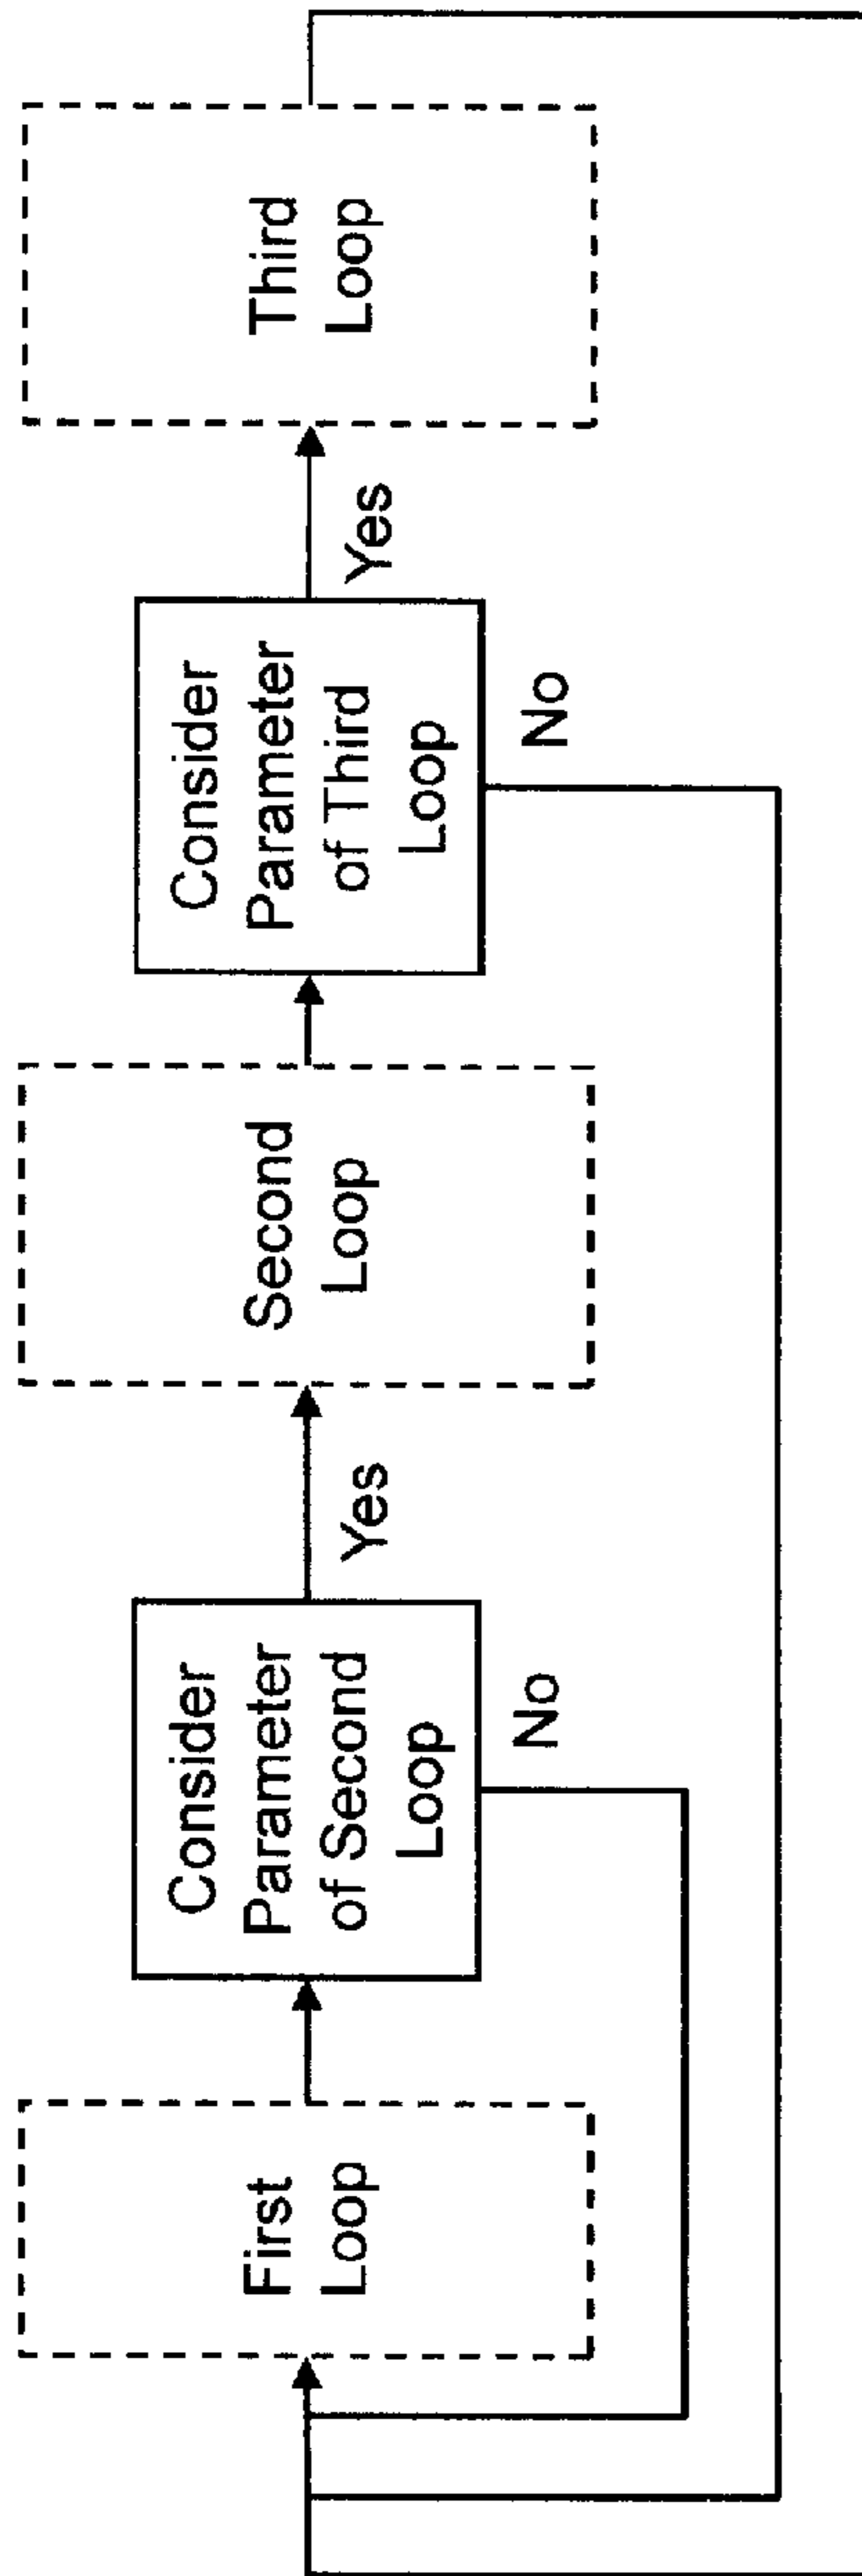 First
Loop
Consider
Parameter
of Second
Loop
Yes
No
Second
Loop
Consider
Parameter
of Third
Loop
Yes
No
Third
Loop